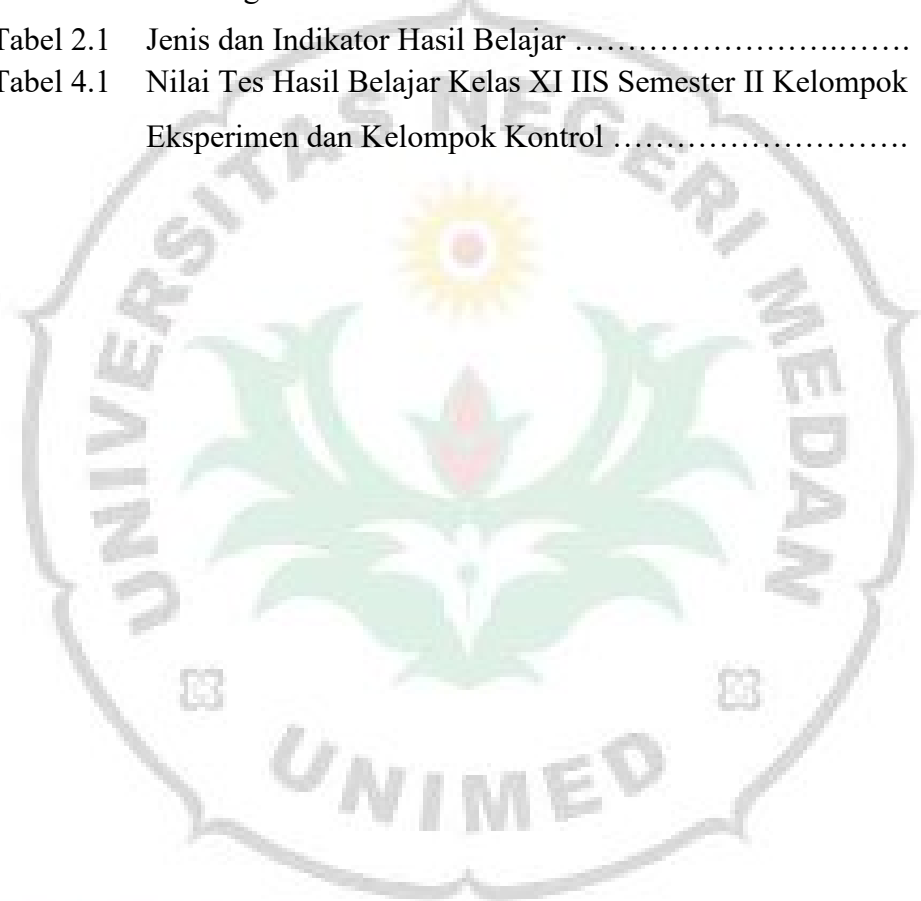 Tabel 2.1 Jenis dan Indikator Hasil Belajar ……………………..…….
Tabel 4.1 Nilai Tes Hasil Belajar Kelas XI IIS Semester II Kelompok
Eksperimen dan Kelompok Kontrol ……………………….
UNIVERSITAS NEGERI MEDAN
UNIMED